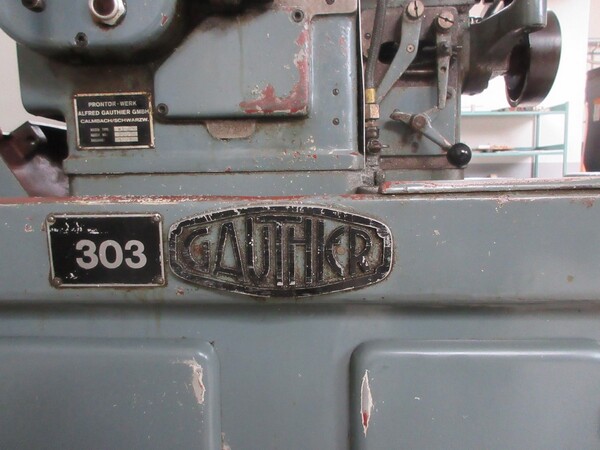 PRONTOR-WERK
ALFRED GAUTHIER GMBH
CALMBACH/SCHWARZW.
303
GAUTHIER